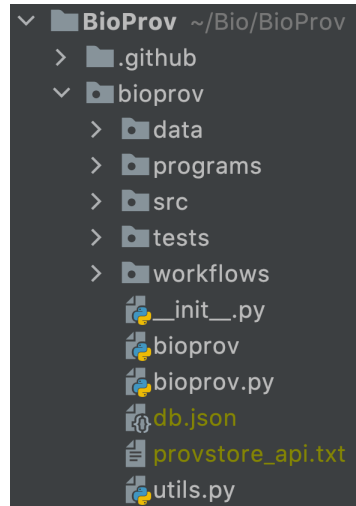 BioProv ~/Bio/BioProv
.github
bioprov
data
programs
src
tests
workflows
__init__.py
bioprov
bioprov.py
db.json
provstore_api.txt
utils.py